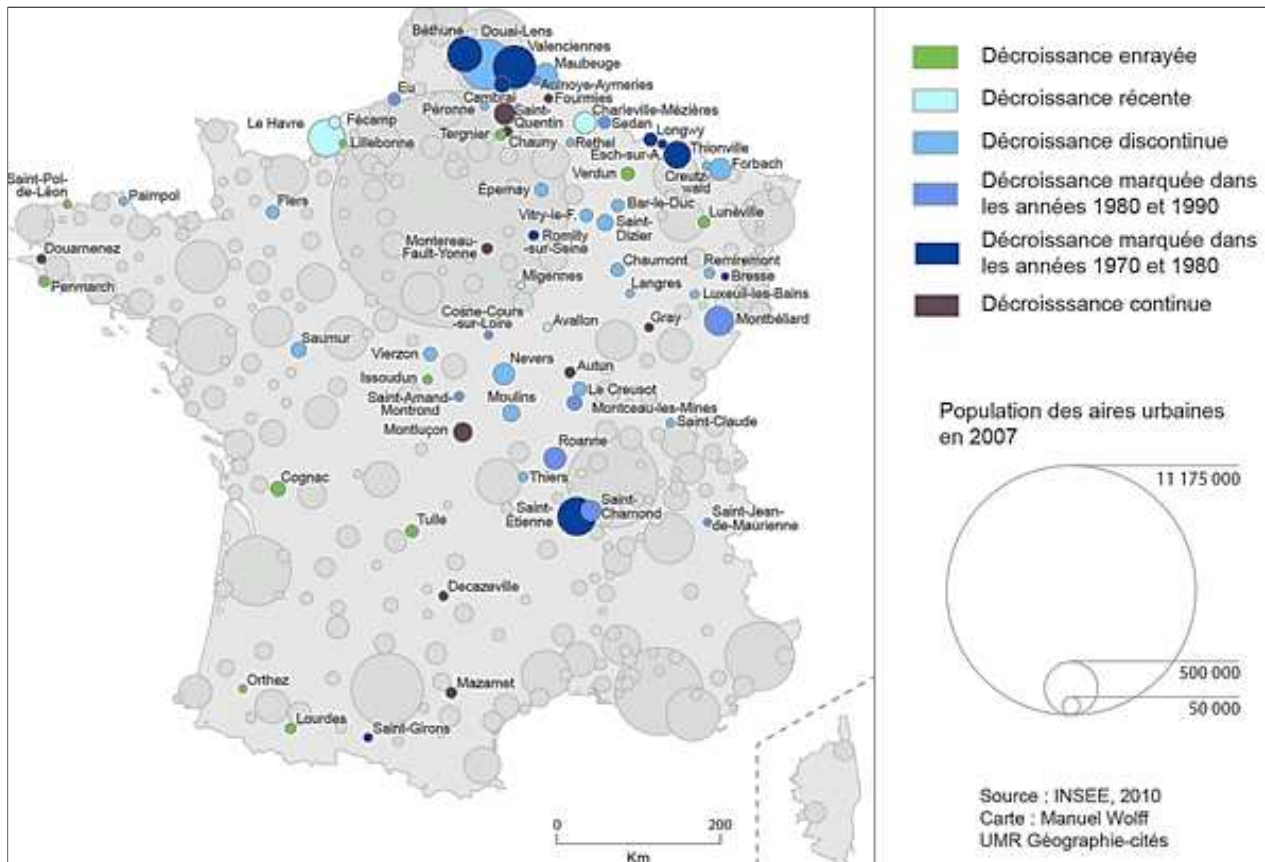 Béthune
Douai-Lens
Valenciennes
Maubeuge
Aulnoye-Aymeries
Fourmies
Cambrai
Eu
Péronne
Saint-
Quentin
Charleville-Mézières
Sedan
Le Havre
Fécamp
Lillebonne
Tergnier
Chauny
Rethel
Longwy
Esch-sur-A.
Thionville
Forbach
Creutz-
wald
Verdun
Saint-Pol-
de-Léon
Paimpol
Flers
Épernay
Bar-le-Duc
Lunéville
Vitry-le-F.
Saint-
Dizier
Douarnenez
Montereau-
Fault-Yonne
Romilly
-sur-Seine
Chaumont
Remiremont
Bresse
Penmarch
Migennes
Langres
Luxeuil-les-Bains
Cosne-Cours
-sur-Loire
Avallon
Gray
Montbéliard
Saumur
Vierzon
Nevers
Autun
Issoudun
Le Creusot
Saint-Amand-
Montrond
Moulins
Montceau-les-Mines
Saint-Claude
Montluçon
Roanne
Cognac
Thiers
Saint-
Étienne
Saint-
Chamond
Saint-Jean-
de-Maurienne
Tulle
Decazeville
Orthez
Mazamet
Lourdes
Saint-Girons
0
200
Km
Décroissance enrayée
Décroissance récente
Décroissance discontinue
Décroissance marquée dans
les années 1980 et 1990
Décroissance marquée dans
les années 1970 et 1980
Décroisssance continue
Population des aires urbaines
en 2007
11 175 000
500 000
50 000
Source : INSEE, 2010
Carte : Manuel Wolff
UMR Géographie-cités